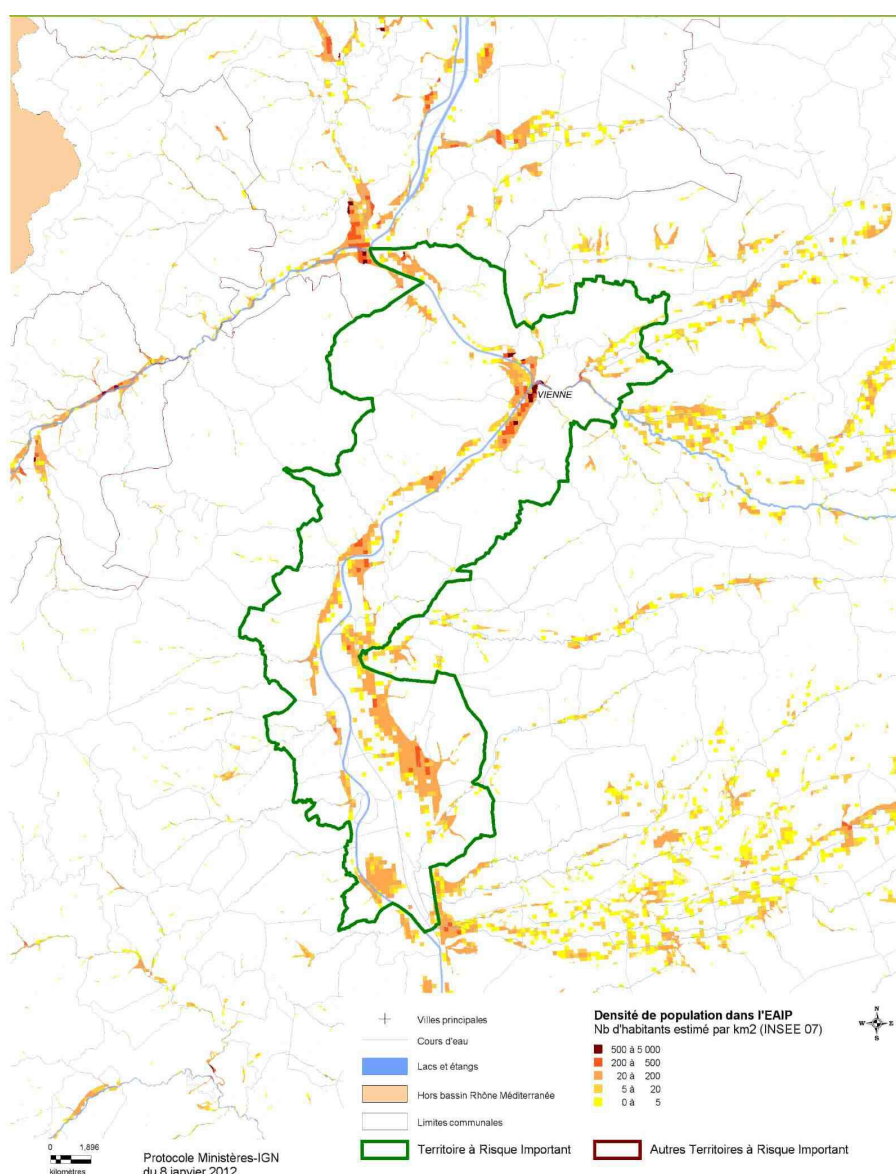 VIENNE
Villes principales
Cours d'eau
Lacs et étangs
Hors bassin Rhône Méditerranée
Limites communales
Territoire à Risque Important
Densité de population dans l'EAIP
Nb d'habitants estimé par km2 (INSEE 07)
500 à 5 000
200 à 500
20 à 200
5 à 20
0 à 5
N
W E
S
Autres Territoires à Risque Important
0 1,896
kilomètres
Protocole Ministères-IGN
du 8 janvier 2012